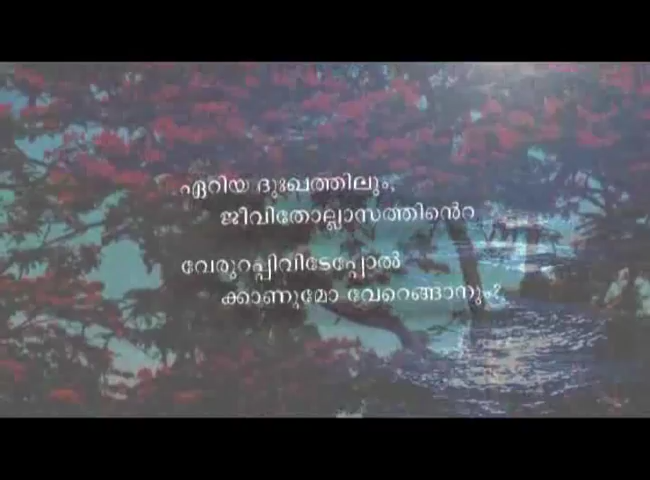 ഏറിയ ദുഃഖത്തിലും,
ജീവിതോല്ലാസത്തിൻെറ
വേരുറപ്പിവിടേപ്പോൽ
ക്കാണുമോ വേറെങ്ങാനും?